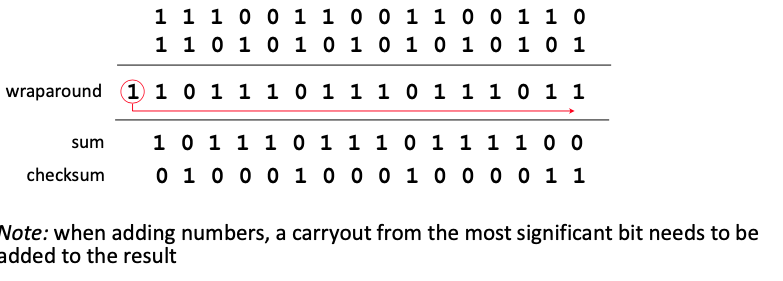 1 1 1 0 0 1 1 0 0 1 1 0 0 1 1 0
1 1 0 1 0 1 0 1 0 1 0 1 0 1 0 1
wraparound 1 1 0 1 1 1 0 1 1 1 0 1 1 1 0 1 1
sum 1 0 1 1 1 0 1 1 1 0 1 1 1 1 0 0
checksum 0 1 0 0 0 1 0 0 0 1 0 0 0 0 1 1
Note: when adding numbers, a carryout from the most significant bit needs to be
added to the result